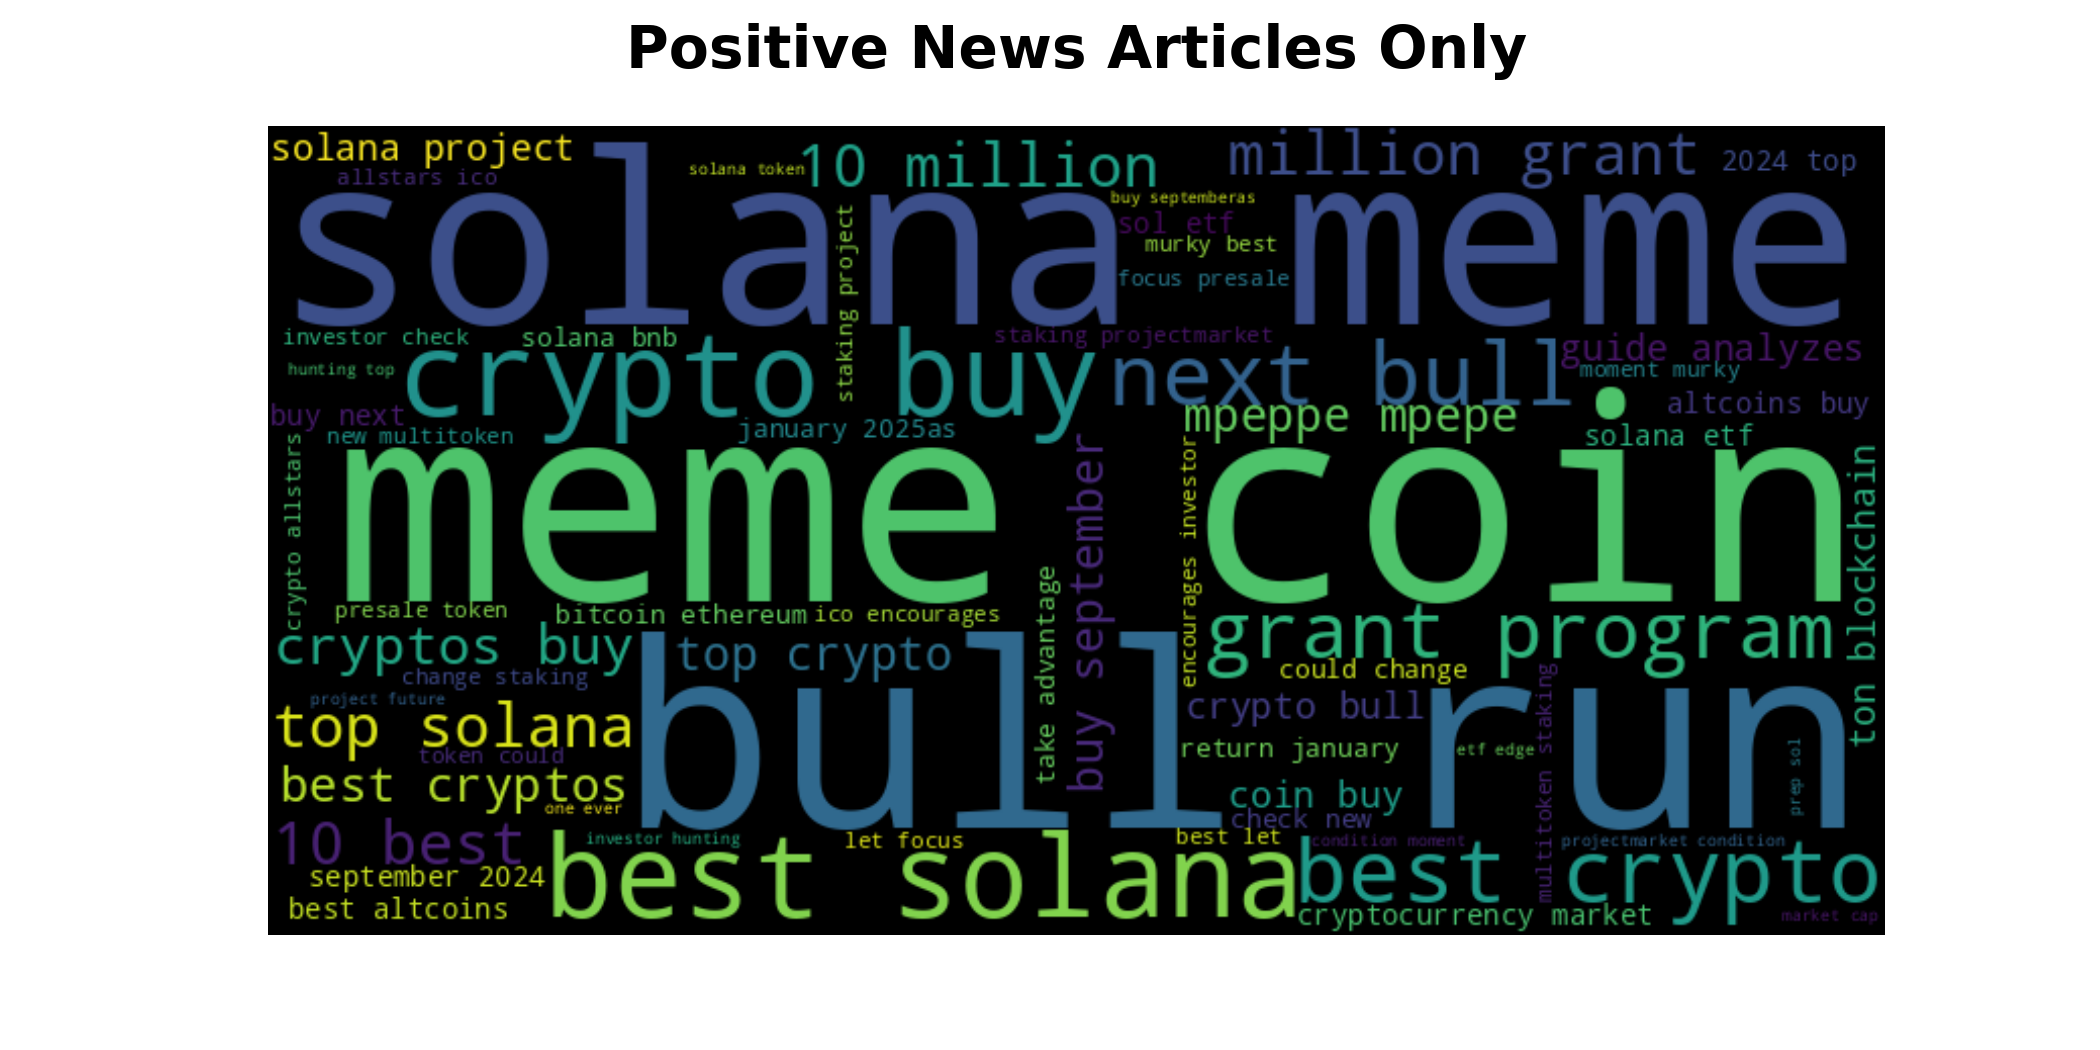 Positive News Articles Only
solana project
allstars ico
solana token
10 million
million grant
2024 top
solana meme
buy septemberas
sol etf
murky best
focus presale
staking project
investor check
solana bnb
staking projectmarket
guide analyzes
hunting top
crypto buy
next bull
moment murky
buy next
mpeppe mpepe
altcoins buy
new multitoken
january 2025as
solana etf
meme coin
crypto allstars
buy september
encourages investor
ton blockchain
presale token
bitcoin ethereum
ico encourages
take advantage
grant program
cryptos buy
top crypto
could change
change staking
project future
bull run
crypto bull
top solana
token could
return january
etf edge
multitoken staking
prep sol
best cryptos
one ever
coin buy
check new
10 best
investor hunting
let focus
best let
condition moment
projectmarket condition
september 2024
best solana
best crypto
best altcoins
cryptocurrency market
market cap